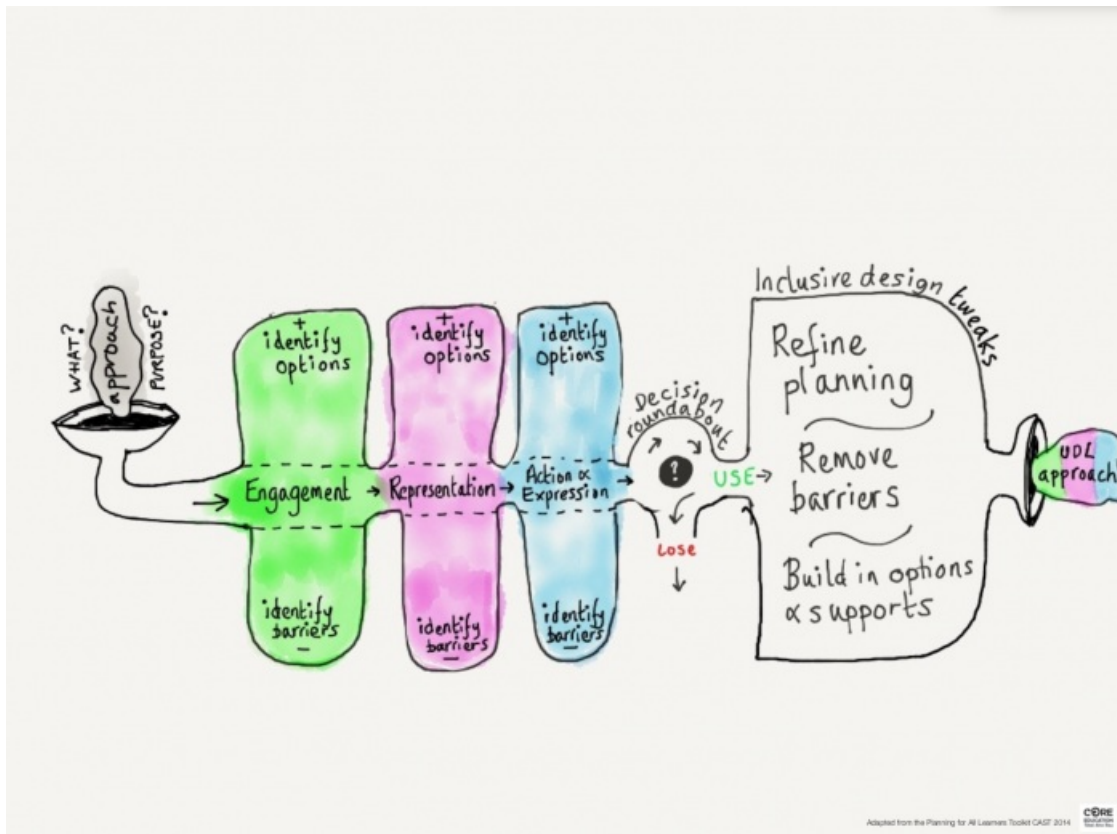 WHAT?
approach
PURPOSE?
+
identify
options
Engagement
identify
barriers
-
+
identify
options
Representation
identify
barriers
-
+
identify
options
Action &
Expression
identify
barriers
-
Decision
roundabout
?
USE
Lose
Inclusive design tweaks
Refine
planning
Remove
barriers
Build in options
& supports
UDL
approach
Adapted from the Planning for All Learners Toolkit CAST 2014
CORE
EDUCATION